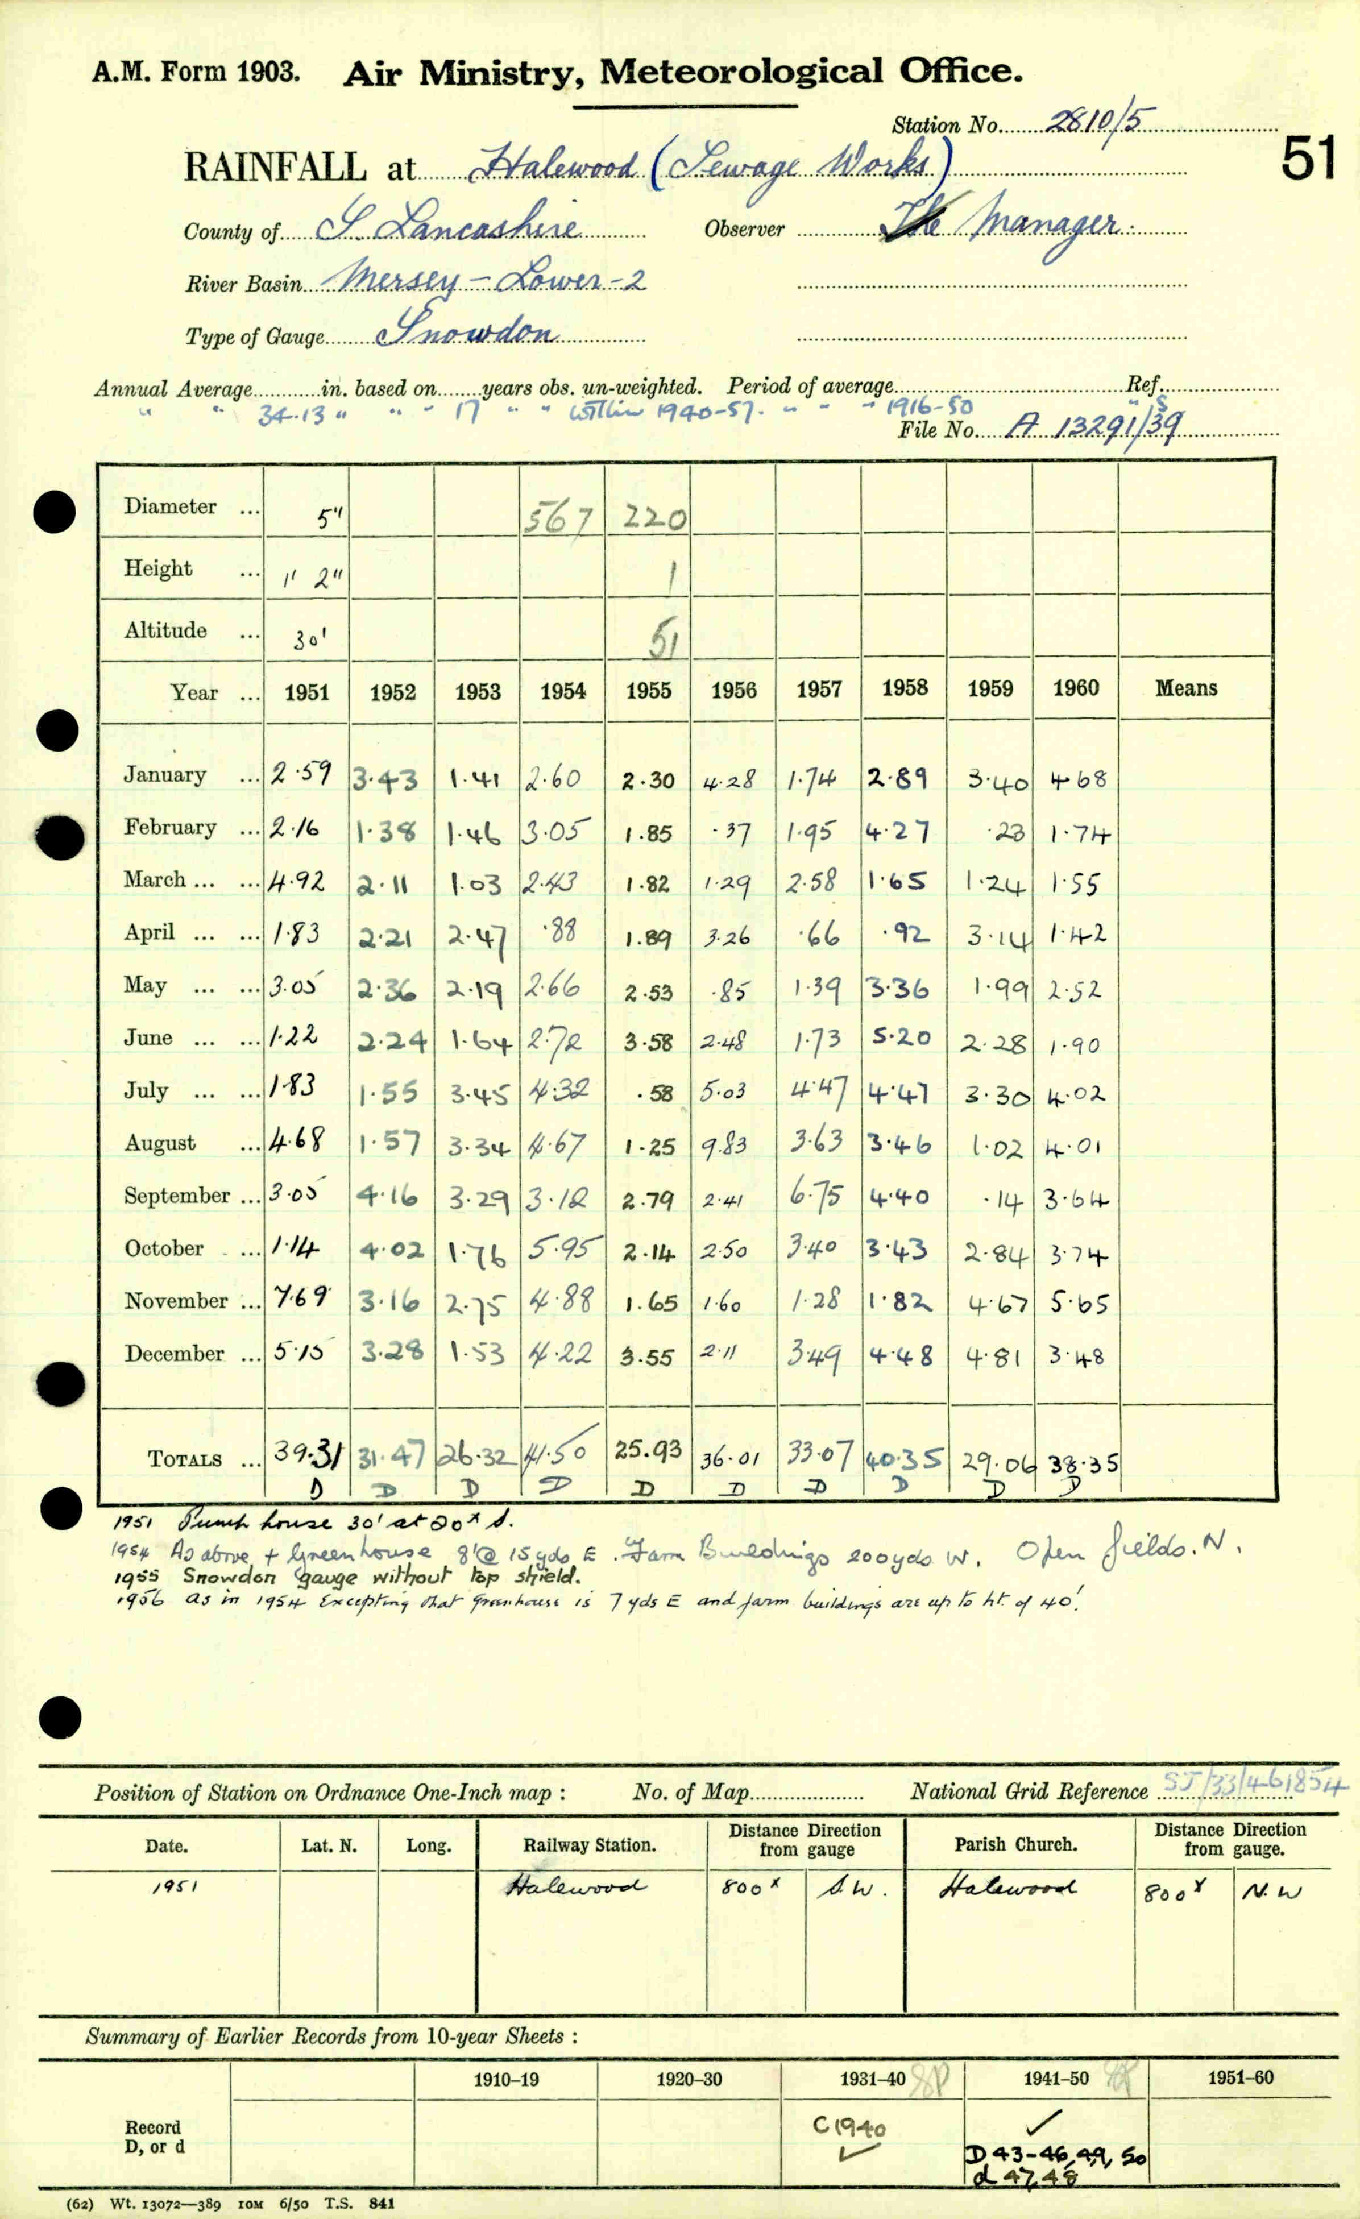 A.M. Form 1903. Air Ministry, Meteorological Office.
Station No. 2810/5
51
RAINFALL at Halewood (Sewage Works)
County of S. Lancashire Observer The Manager.
River Basin Mersey - Lower - 2
Type of Gauge Snowdon
Annual Average in. based on years obs. un-weighted. Period of average Ref.
" " 34.13 " " " 17 " " within 1940-57. " " " 1916-50 "
File No. A 13291/39
Diameter ... 5" 567 220
Height ... 1' 2" 1
Altitude ... 30' 51
Year ... 1951 1952 1953 1954 1955 1956 1957 1958 1959 1960 Means
January ... 2.59 3.43 1.41 2.60 2.30 4.28 1.74 2.89 3.40 4.68
February ... 2.16 1.38 1.46 3.05 1.85 .37 1.95 4.27 .23 1.74
March ... ... 4.92 2.11 1.03 2.43 1.82 1.29 2.58 1.65 1.24 1.55
April ... ... 1.83 2.21 2.47 .88 1.89 3.26 .66 .92 3.14 1.42
May ... ... 3.05 2.36 2.19 2.66 2.53 .85 1.39 3.36 1.99 2.52
June ... ... 1.22 2.24 1.64 2.72 3.58 2.48 1.73 5.20 2.28 1.90
July ... ... 1.83 1.55 3.45 4.32 .58 5.03 4.47 4.47 3.30 4.02
August ... 4.68 1.57 3.34 4.67 1.25 9.83 3.63 3.46 1.02 4.01
September ... 3.05 4.16 3.29 3.12 2.79 2.41 6.75 4.40 .14 3.64
October ... 1.14 4.02 1.76 5.95 2.14 2.50 3.40 3.43 2.84 3.74
November ... 7.69 3.16 2.75 4.88 1.65 1.60 1.28 1.82 4.67 5.65
December ... 5.15 3.28 1.53 4.22 3.55 2.11 3.49 4.48 4.81 3.48
TOTALS ... 39.31 31.47 26.32 41.50 25.93 36.01 33.07 40.35 29.06 38.35
D D D D D D D D D D
1951 Pump house 30' at 20x S.
1954 As above + Greenhouse 8' @ 15 yds E. Farm Buildings 200 yds W. Open fields. N.
1955 Snowdon gauge without top shield.
1956 as in 1954 Excepting that Greenhouse is 7 yds E and farm buildings are up to ht. of 40'.
Position of Station on Ordnance One-Inch map : No. of Map National Grid Reference SJ/33/461854
Date. Lat. N. Long. Railway Station. Distance Direction from gauge Parish Church. Distance Direction from gauge.
1951 Halewood 800x S.W. Halewood 800x N.W
Summary of Earlier Records from 10-year Sheets :
1910-19 1920-30 1931-40 1941-50 1951-60
Record D, or d C 1940 ✓ ✓
D 43-46, 49, 50
d 47, 48
(62) Wt. 13072—389 10M 6/50 T.S. 841